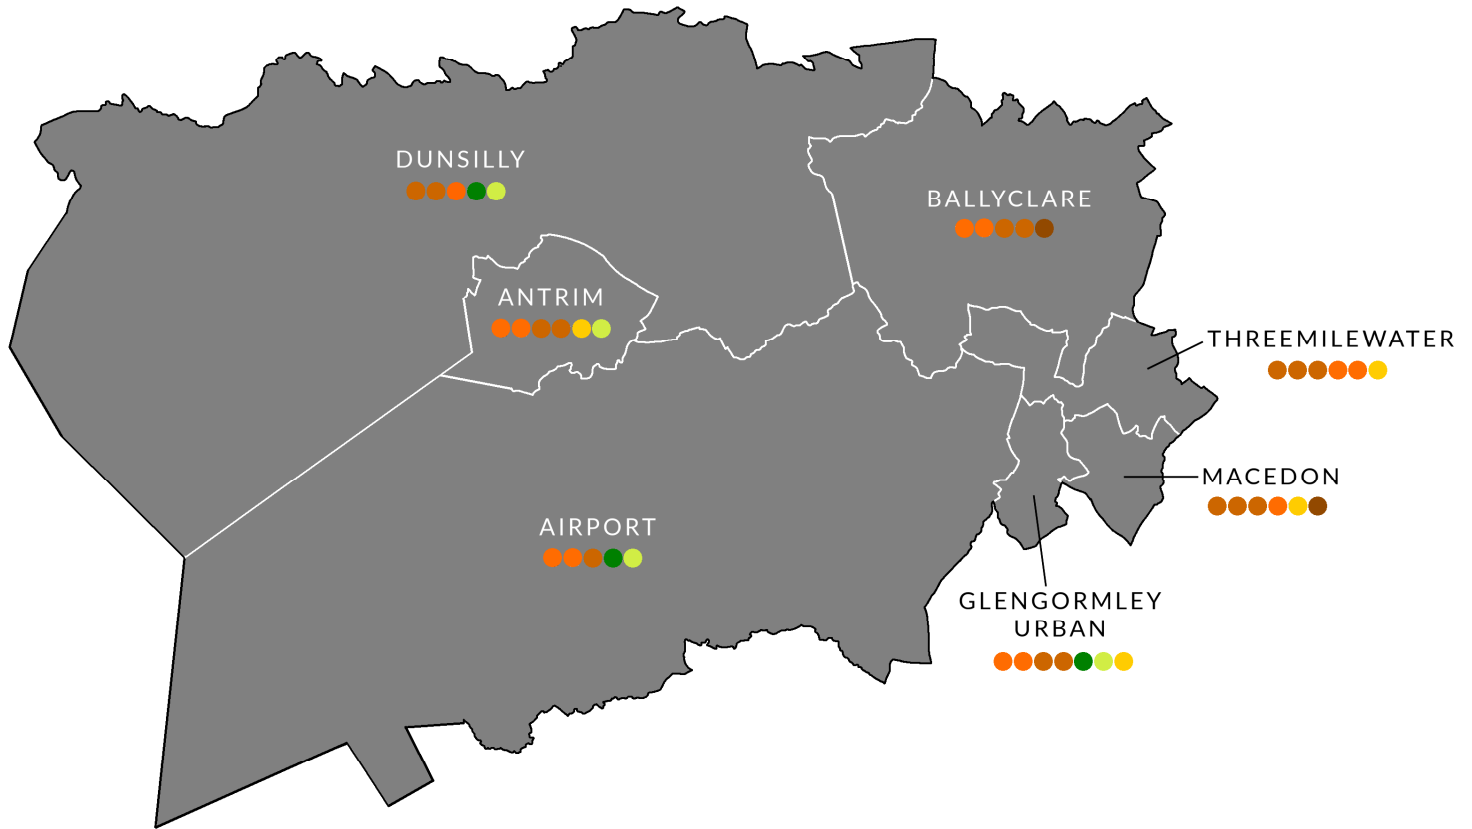 DUNSILLY
BALLYCLARE
ANTRIM
THREEMILEWATER
MACEDON
AIRPORT
GLENGORMLEY
URBAN